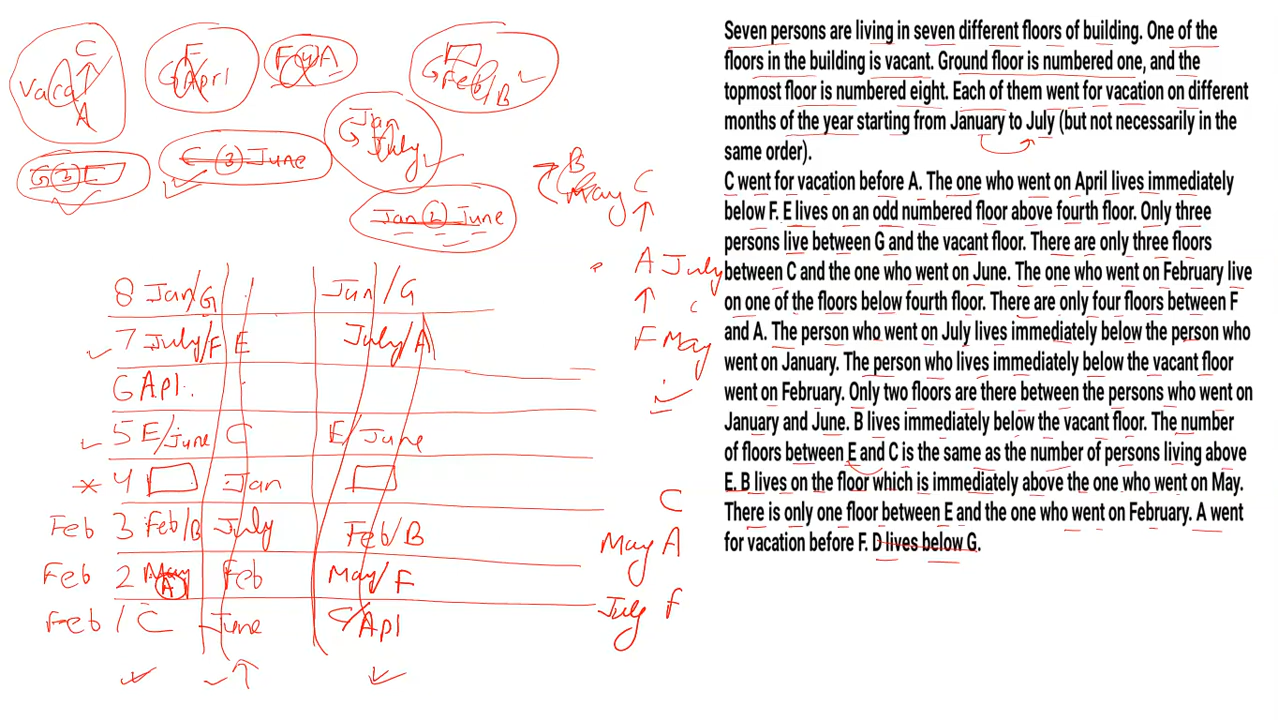 Seven persons are living in seven different floors of building. One of the
floors in the building is vacant. Ground floor is numbered one, and the
topmost floor is numbered eight. Each of them went for vacation on different
months of the year starting from January to July (but not necessarily in the
same order).
C went for vacation before A. The one who went on April lives immediately
below F. E lives on an odd numbered floor above fourth floor. Only three
persons live between G and the vacant floor. There are only three floors
between C and the one who went on June. The one who went on February live
on one of the floors below fourth floor. There are only four floors between F
and A. The person who went on July lives immediately below the person who
went on January. The person who lives immediately below the vacant floor
went on February. Only two floors are there between the persons who went on
January and June. B lives immediately below the vacant floor. The number
of floors between E and C is the same as the number of persons living above
E. B lives on the floor which is immediately above the one who went on May.
There is only one floor between E and the one who went on February. A went
for vacation before F. D lives below G.
C
A
F
April
F 4 A
Feb/B
Jan
July
G 3
C 3 June
Jan 2 June
B
May
C
A July
F May
8 Jan/G Jan/G
7 July/F E July/A
6 Apl.
5 E/June C E/June
4 Jan
Feb 3 Feb/B July Feb/B
Feb 2 May A Feb May/F
Feb 1 C June C/Apl
C
May A
July F